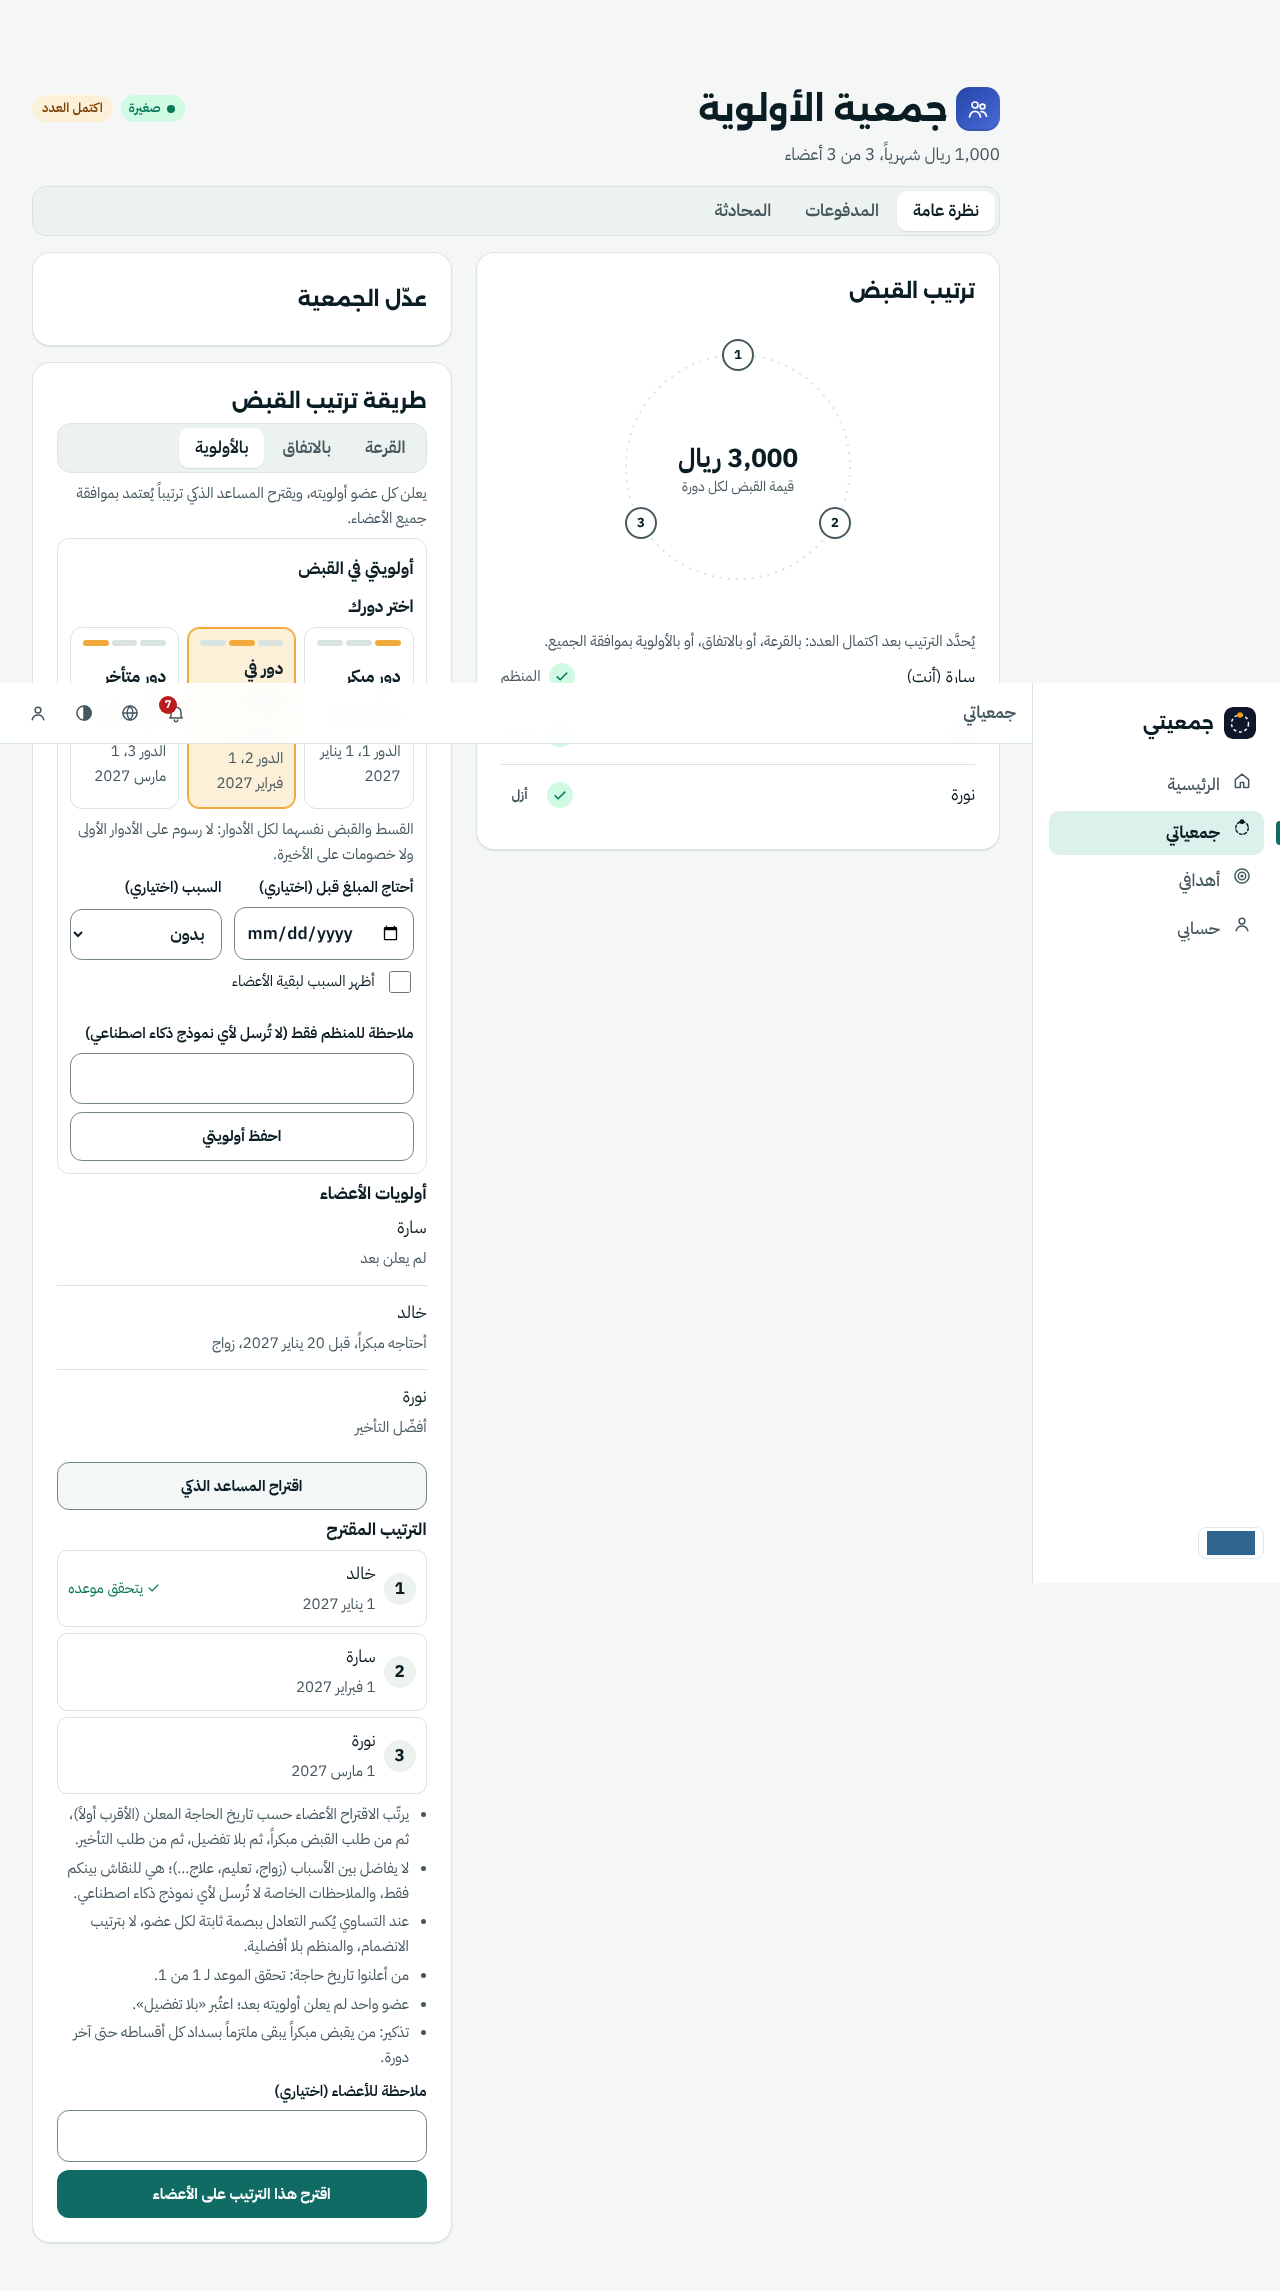 جمعية الأولوية
صغيرة
اكتمل العدد
1,000 ريال شهرياً، 3 من 3 أعضاء
نظرة عامة
المدفوعات
المحادثة
ترتيب القبض
1
2
3
3,000 ريال
قيمة القبض لكل دورة
يُحدَّد الترتيب بعد اكتمال العدد: بالقرعة، أو بالاتفاق، أو بالأولوية بموافقة الجميع.
سارة (أنت)
المنظم
نورة
أزل
عدّل الجمعية
طريقة ترتيب القبض
القرعة
بالاتفاق
بالأولوية
يعلن كل عضو أولويته، ويقترح المساعد الذكي ترتيباً يُعتمد بموافقة
جميع الأعضاء.
أولويتي في القبض
اختر دورك
دور مبكر
دور في
دور متأخر
الدور 1، 1 يناير
2027
الدور 2، 1
فبراير 2027
الدور 3، 1
مارس 2027
القسط والقبض نفسهما لكل الأدوار: لا رسوم على الأدوار الأولى
ولا خصومات على الأخيرة.
أحتاج المبلغ قبل (اختياري)
السبب (اختياري)
mm/dd/yyyy
بدون
أظهر السبب لبقية الأعضاء
ملاحظة للمنظم فقط (لا تُرسل لأي نموذج ذكاء اصطناعي)
احفظ أولويتي
أولويات الأعضاء
سارة
لم يعلن بعد
خالد
أحتاجه مبكراً، قبل 20 يناير 2027، زواج
نورة
أفضّل التأخير
اقتراح المساعد الذكي
الترتيب المقترح
1
خالد
1 يناير 2027
✓ يتحقق موعده
2
سارة
1 فبراير 2027
3
نورة
1 مارس 2027
• يرتّب الاقتراح الأعضاء حسب تاريخ الحاجة المعلن (الأقرب أولاً)،
ثم من طلب القبض مبكراً، ثم بلا تفضيل، ثم من طلب التأخير.
• لا يفاضل بين الأسباب (زواج، تعليم، علاج...)؛ هي للنقاش بينكم
فقط، والملاحظات الخاصة لا تُرسل لأي نموذج ذكاء اصطناعي.
• عند التساوي يُكسر التعادل ببصمة ثابتة لكل عضو، لا بترتيب
الانضمام، والمنظم بلا أفضلية.
• من أعلنوا تاريخ حاجة: تحقق الموعد لـ 1 من 1.
• عضو واحد لم يعلن أولويته بعد؛ اعتُبر «بلا تفضيل».
• تذكير: من يقبض مبكراً يبقى ملتزماً بسداد كل أقساطه حتى آخر
دورة.
ملاحظة للأعضاء (اختياري)
اقترح هذا الترتيب على الأعضاء
جمعيتي
جمعياتي
7
الرئيسية
جمعياتي
أهدافي
حسابي